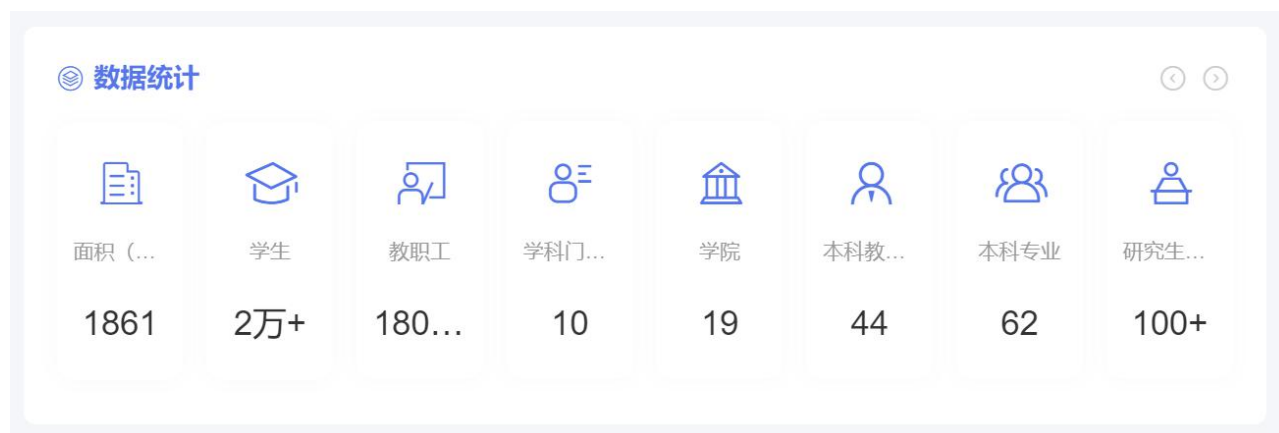 数据统计
面积（...
学生
教职工
学科门...
学院
本科教...
本科专业
研究生...
1861
2万+
180...
10
19
44
62
100+